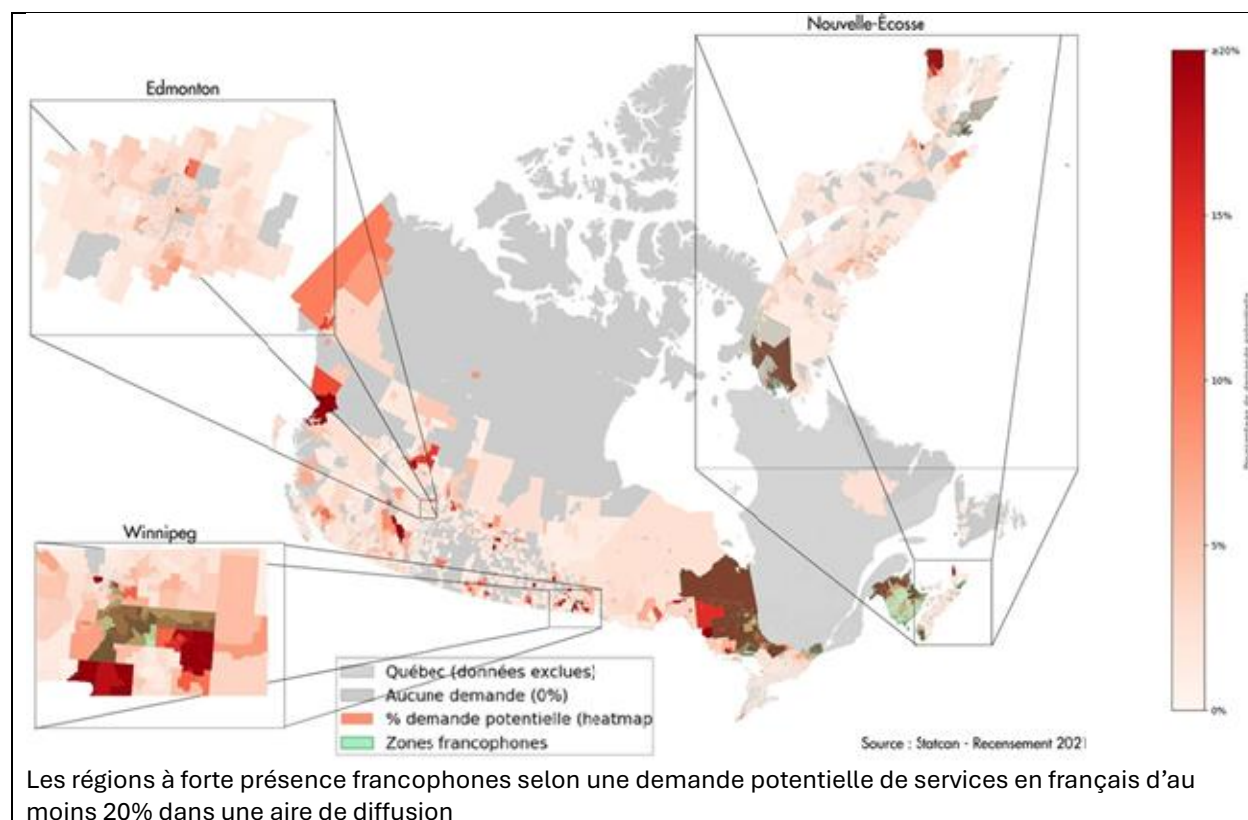 Nouvelle-Écosse
Edmonton
≥20%
15%
10%
5%
0%
Winnipeg
Québec (données exclues)
Aucune demande (0%)
% demande potentielle (heatmap
Zones francophones
Source : Statcan - Recensement 2021
Les régions à forte présence francophones selon une demande potentielle de services en français d’au
moins 20% dans une aire de diffusion